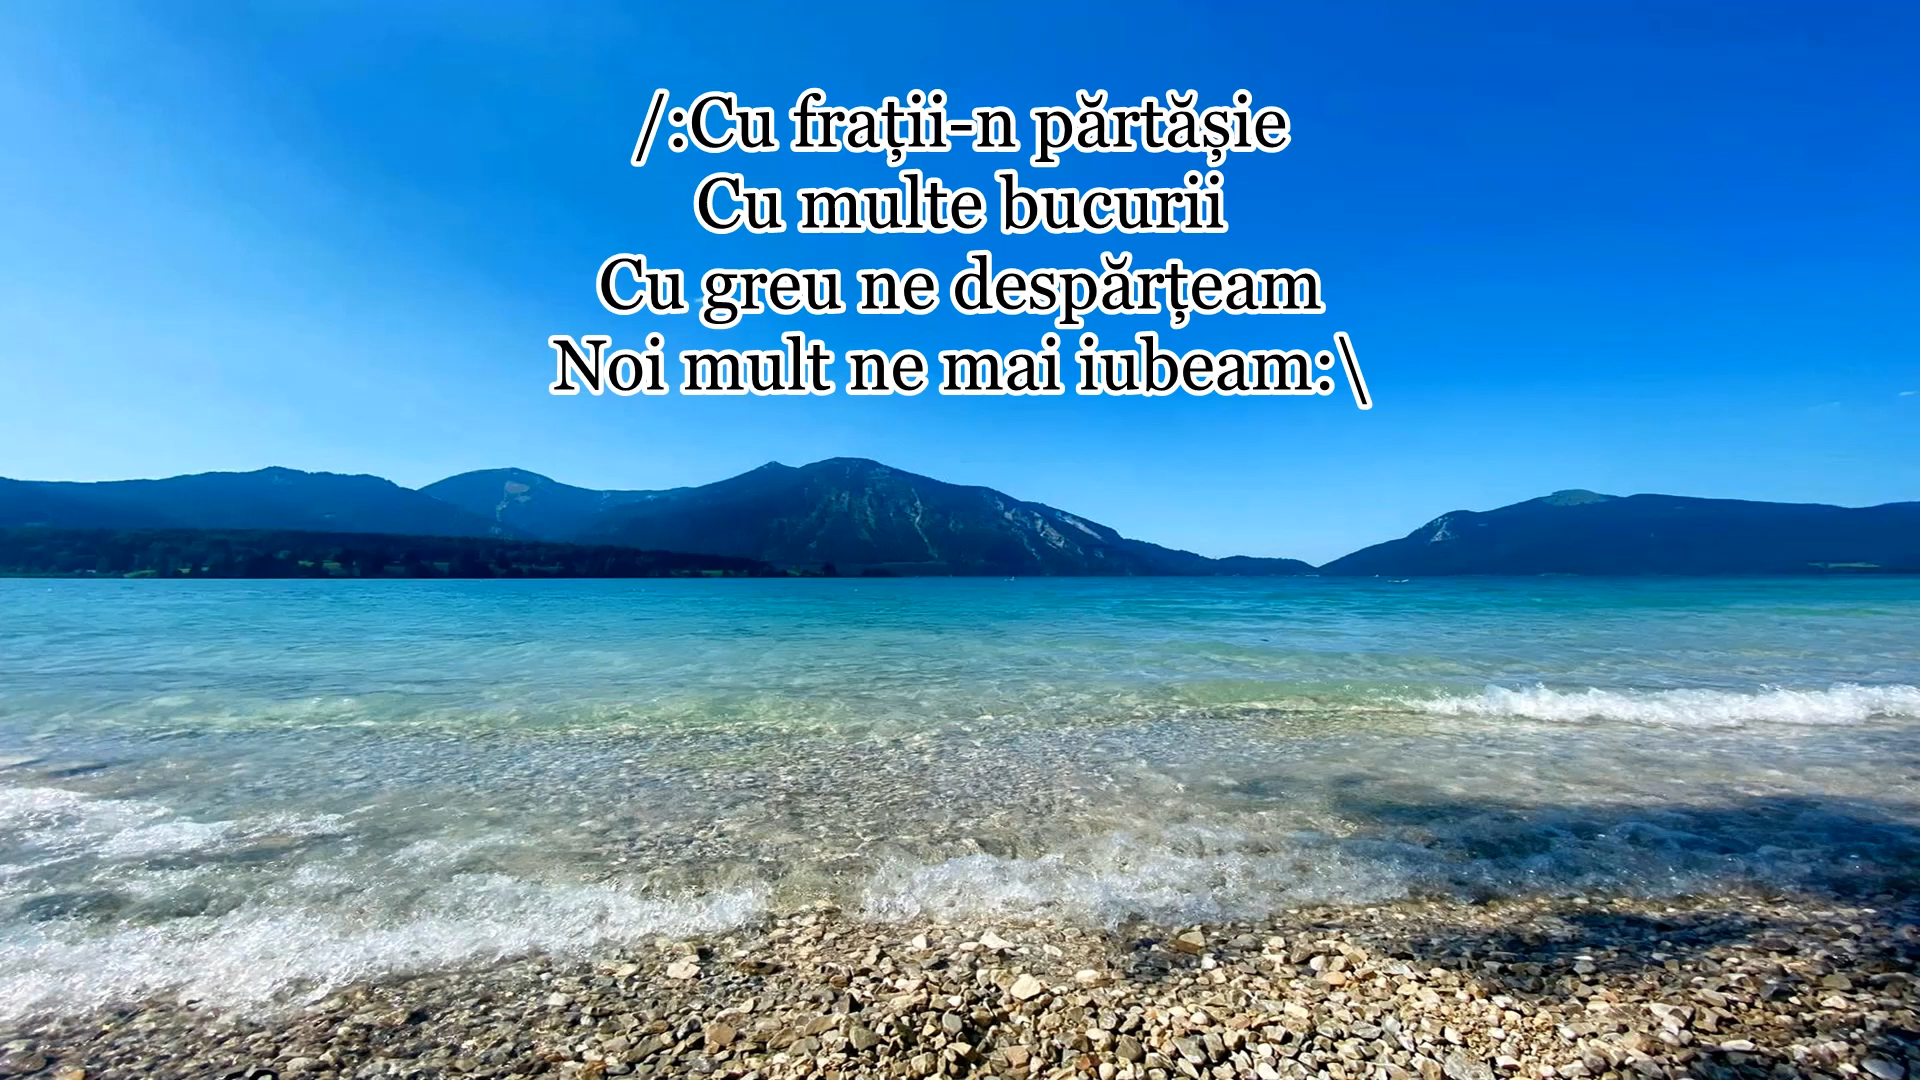 /:Cu frații-n părtășie
Cu multe bucurii
Cu greu ne despărțeam
Noi mult ne mai iubeam:\